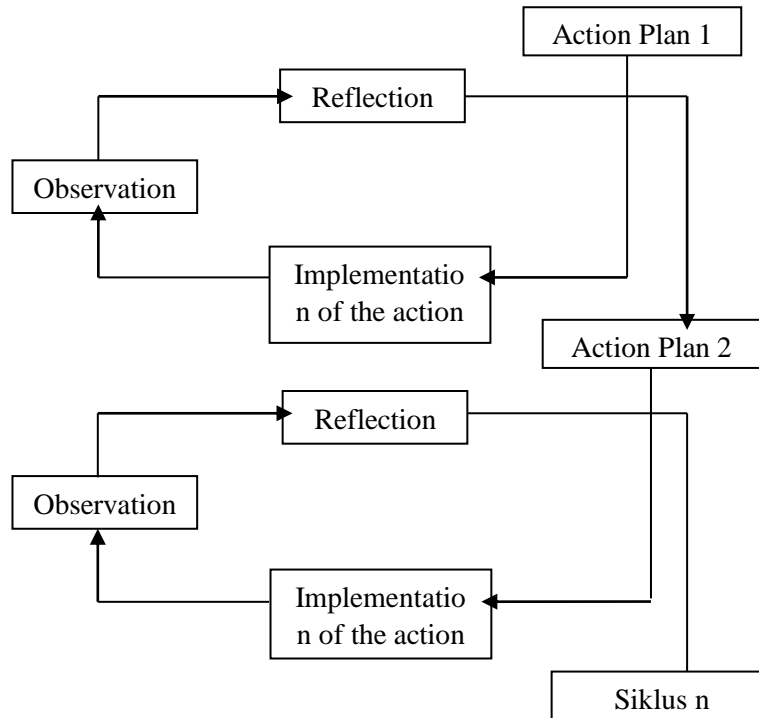 Action Plan 1
Reflection
Observation
Implementatio
n of the action
Action Plan 2
Reflection
Observation
Implementatio
n of the action
Siklus n